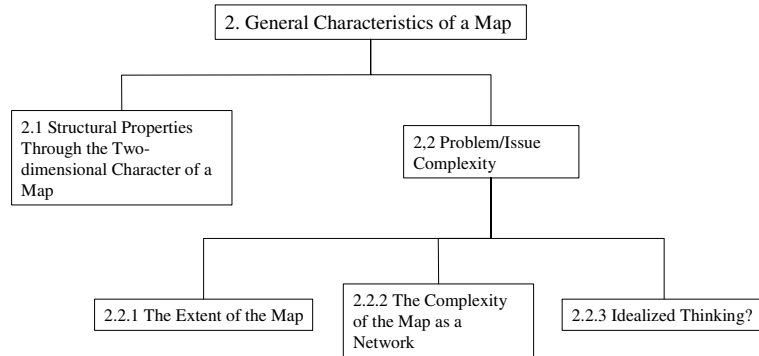 2. General Characteristics of a Map
2.1 Structural Properties
Through the Two-
dimensional Character of a
Map
2,2 Problem/Issue
Complexity
2.2.1 The Extent of the Map
2.2.2 The Complexity
of the Map as a
Network
2.2.3 Idealized Thinking?